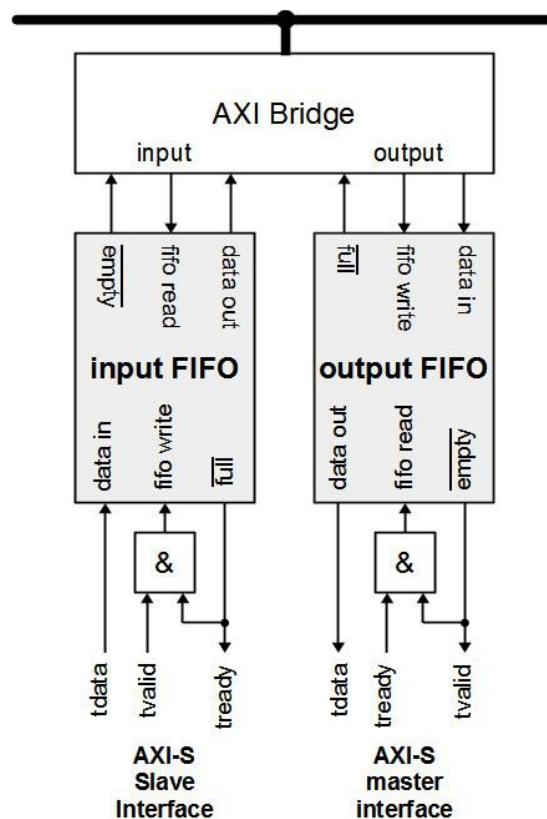 AXI Bridge
input output
empty fifo read data out
full fifo write data in
input FIFO output FIFO
data in fifo write full
data out fifo read empty
& &
tdata tvalid tready
tdata tready tvalid
AXI-S
Slave
Interface
AXI-S
master
interface